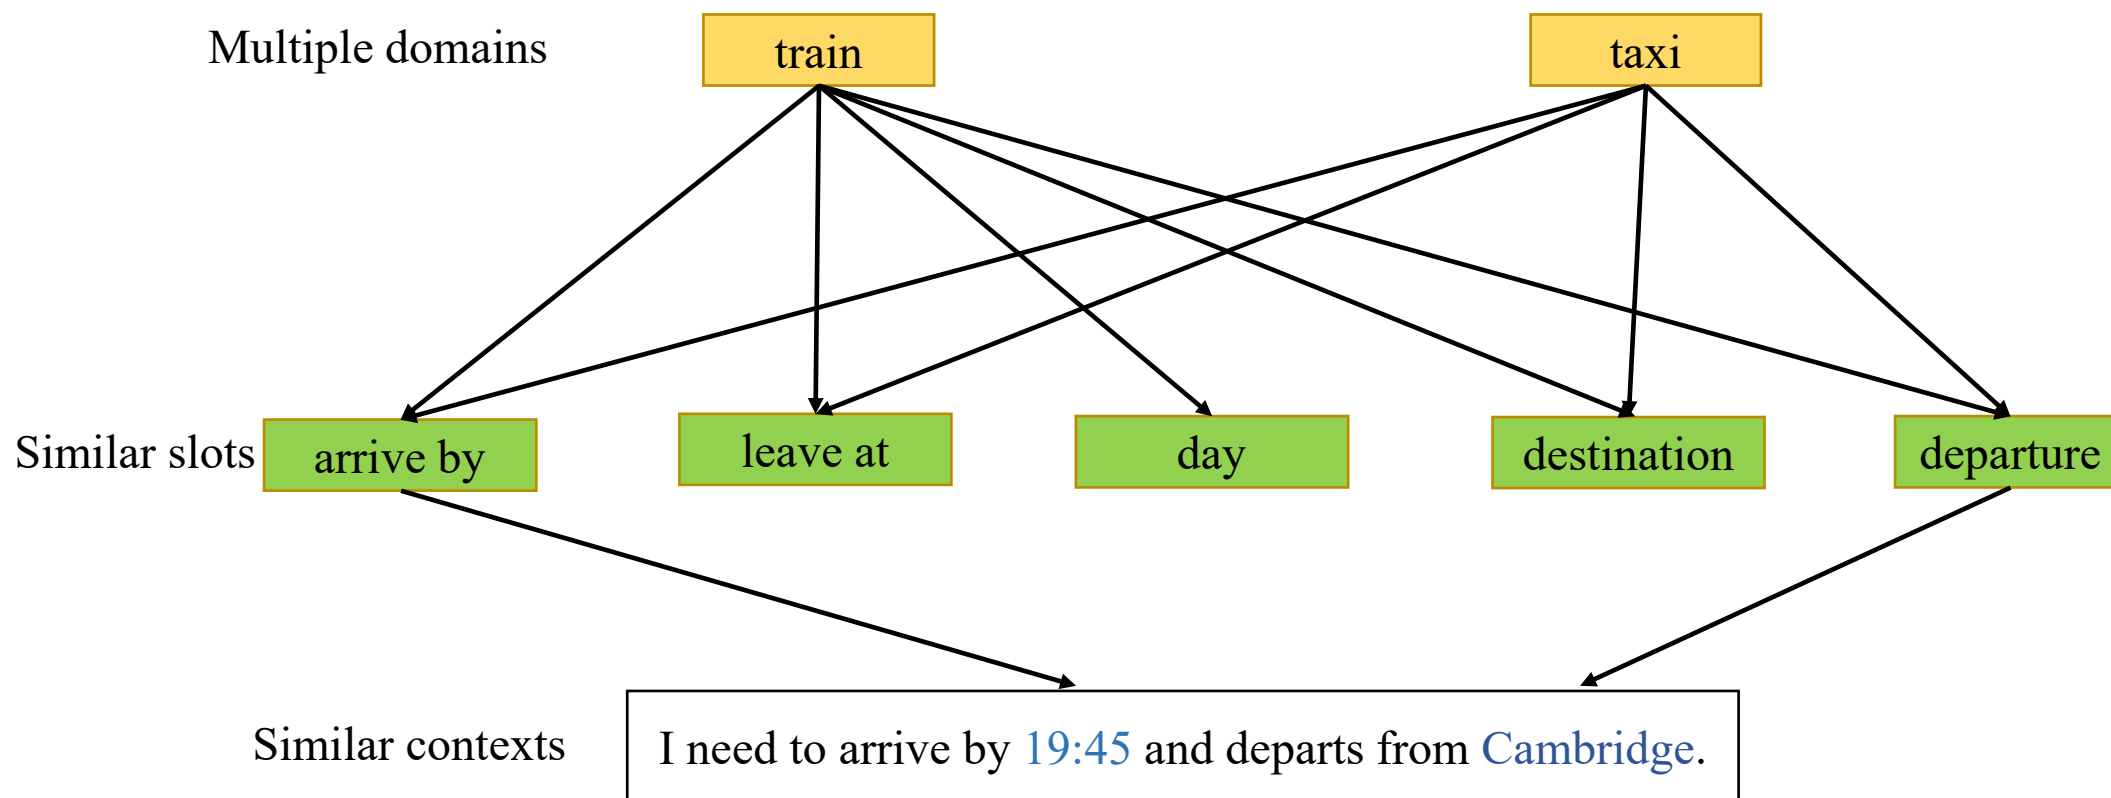 Multiple domains
train
taxi
Similar slots
arrive by
leave at
day
destination
departure
Similar contexts
I need to arrive by 19:45 and departs from Cambridge.